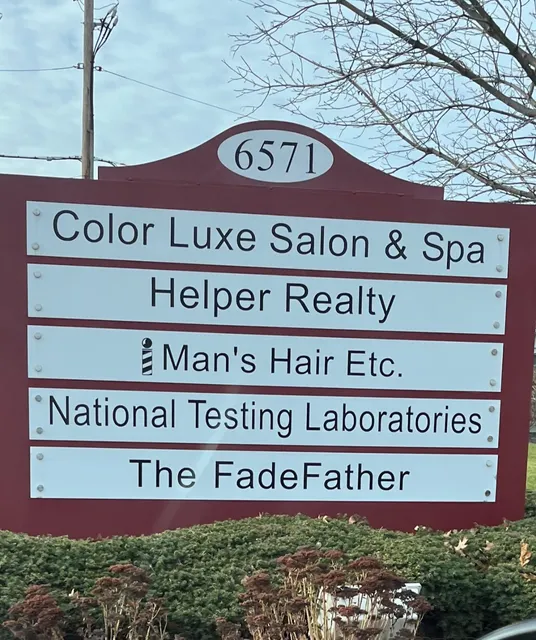 6571
Color Luxe Salon & Spa
Helper Realty
Man's Hair Etc.
National Testing Laboratories
The FadeFather